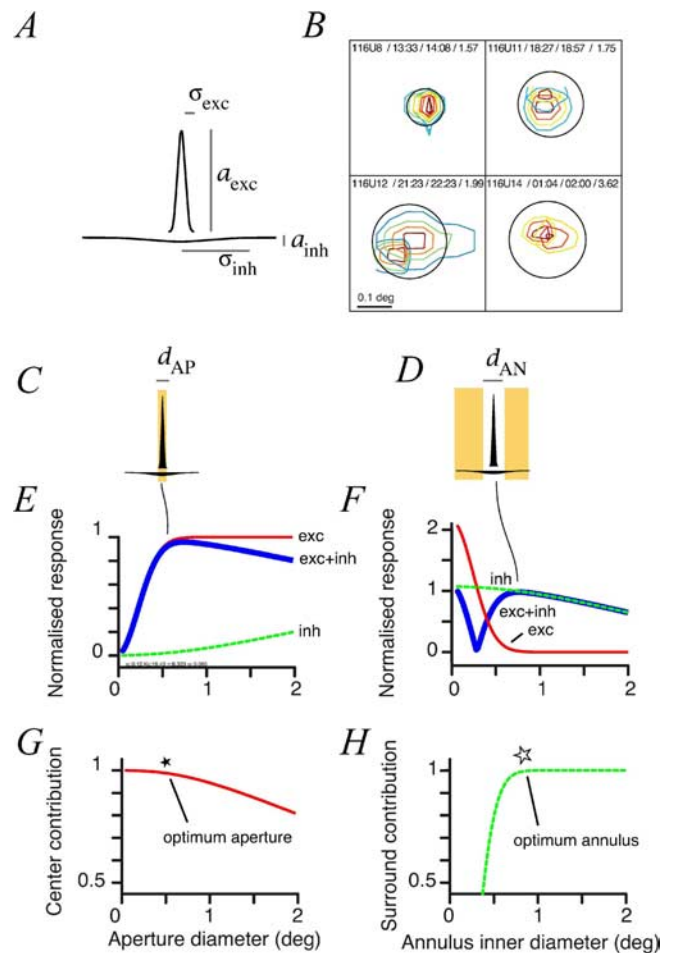 A
σexc
aexc
ainh
σinh
B
116U8 / 13:33 / 14:08 / 1.57
116U11 / 18:27 / 18:57 / 1.75
116U12 / 21:23 / 22:23 / 1.99
116U14 / 01:04 / 02:00 / 3.62
0.1 deg
C
dAP
D
dAN
E
Normalised response
1
0
exc
exc+inh
inh
0
1
2
F
Normalised response
2
1
0
inh
exc+inh
exc
0
1
2
G
Center contribution
1
0.5
optimum aperture
0
1
2
Aperture diameter (deg)
H
Surround contribution
1
0.5
optimum annulus
0
1
2
Annulus inner diameter (deg)